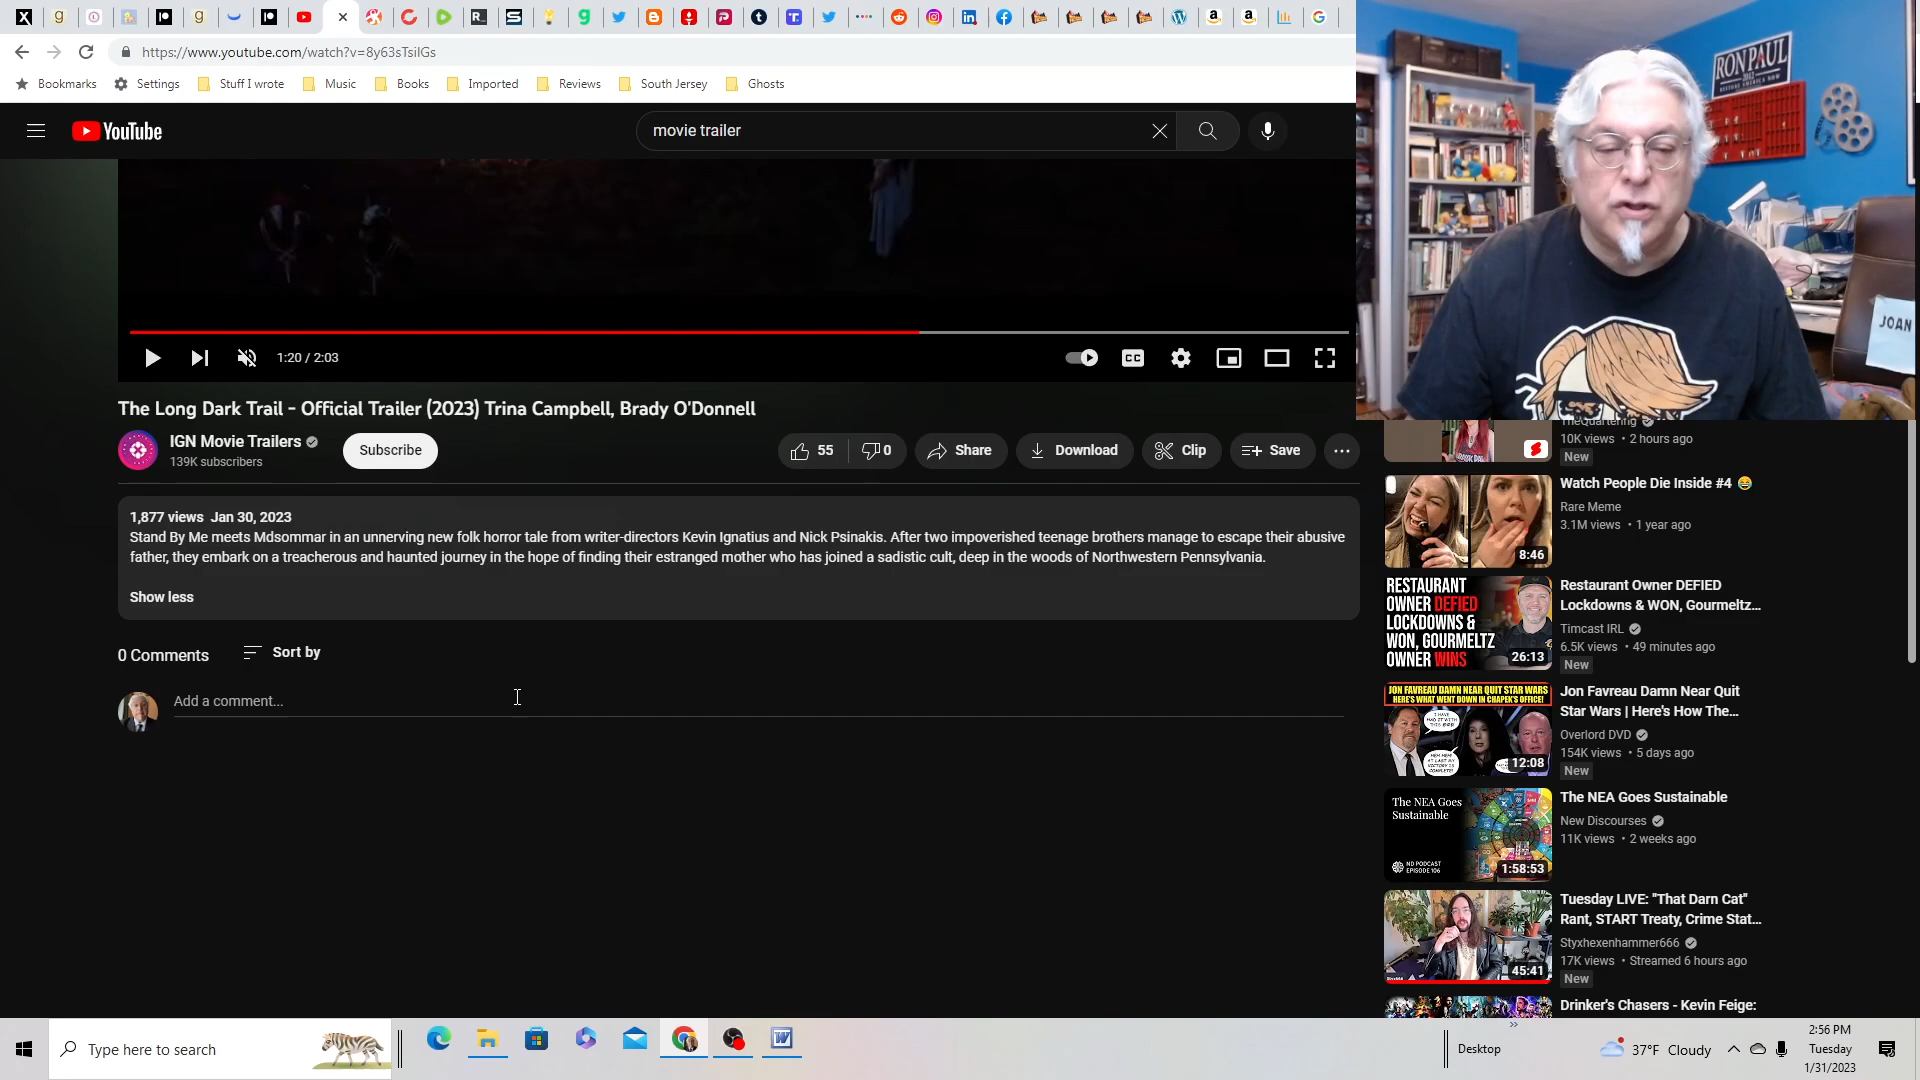 https://www.youtube.com/watch?v=8y63sTsilGs
Bookmarks Settings Stuff I wrote Music Books Imported Reviews South Jersey Ghosts
YouTube
movie trailer
RON PAUL
2012
RESTORE AMERICA NOW
JOAN
1:20 / 2:03
CC
The Long Dark Trail - Official Trailer (2023) Trina Campbell, Brady O'Donnell
IGN Movie Trailers
139K subscribers
Subscribe
55
0
Share
Download
Clip
Save
1,877 views Jan 30, 2023
Stand By Me meets Mdsommar in an unnerving new folk horror tale from writer-directors Kevin Ignatius and Nick Psinakis. After two impoverished teenage brothers manage to escape their abusive
father, they embark on a treacherous and haunted journey in the hope of finding their estranged mother who has joined a sadistic cult, deep in the woods of Northwestern Pennsylvania.
Show less
0 Comments
Sort by
Add a comment...
TheQuartering
10K views • 2 hours ago
New
Watch People Die Inside #4
Rare Meme
3.1M views • 1 year ago
8:46
RESTAURANT
OWNER DEFIED
LOCKDOWNS &
WON, GOURMELTZ
OWNER WINS
26:13
Restaurant Owner DEFIED
Lockdowns & WON, Gourmeltz...
Timcast IRL
6.5K views • 49 minutes ago
New
JON FAVREAU DAMN NEAR QUIT STAR WARS
HERE'S WHAT WENT DOWN IN CHAPEK'S OFFICE!
12:08
Jon Favreau Damn Near Quit
Star Wars | Here's How The...
Overlord DVD
154K views • 5 days ago
New
The NEA Goes
Sustainable
ND PODCAST
EPISODE 106
1:58:53
The NEA Goes Sustainable
New Discourses
11K views • 2 weeks ago
45:41
Tuesday LIVE: "That Darn Cat"
Rant, START Treaty, Crime Stat...
Styxhexenhammer666
17K views • Streamed 6 hours ago
New
Drinker's Chasers - Kevin Feige:
Type here to search
Desktop
37°F Cloudy
2:56 PM
Tuesday
1/31/2023